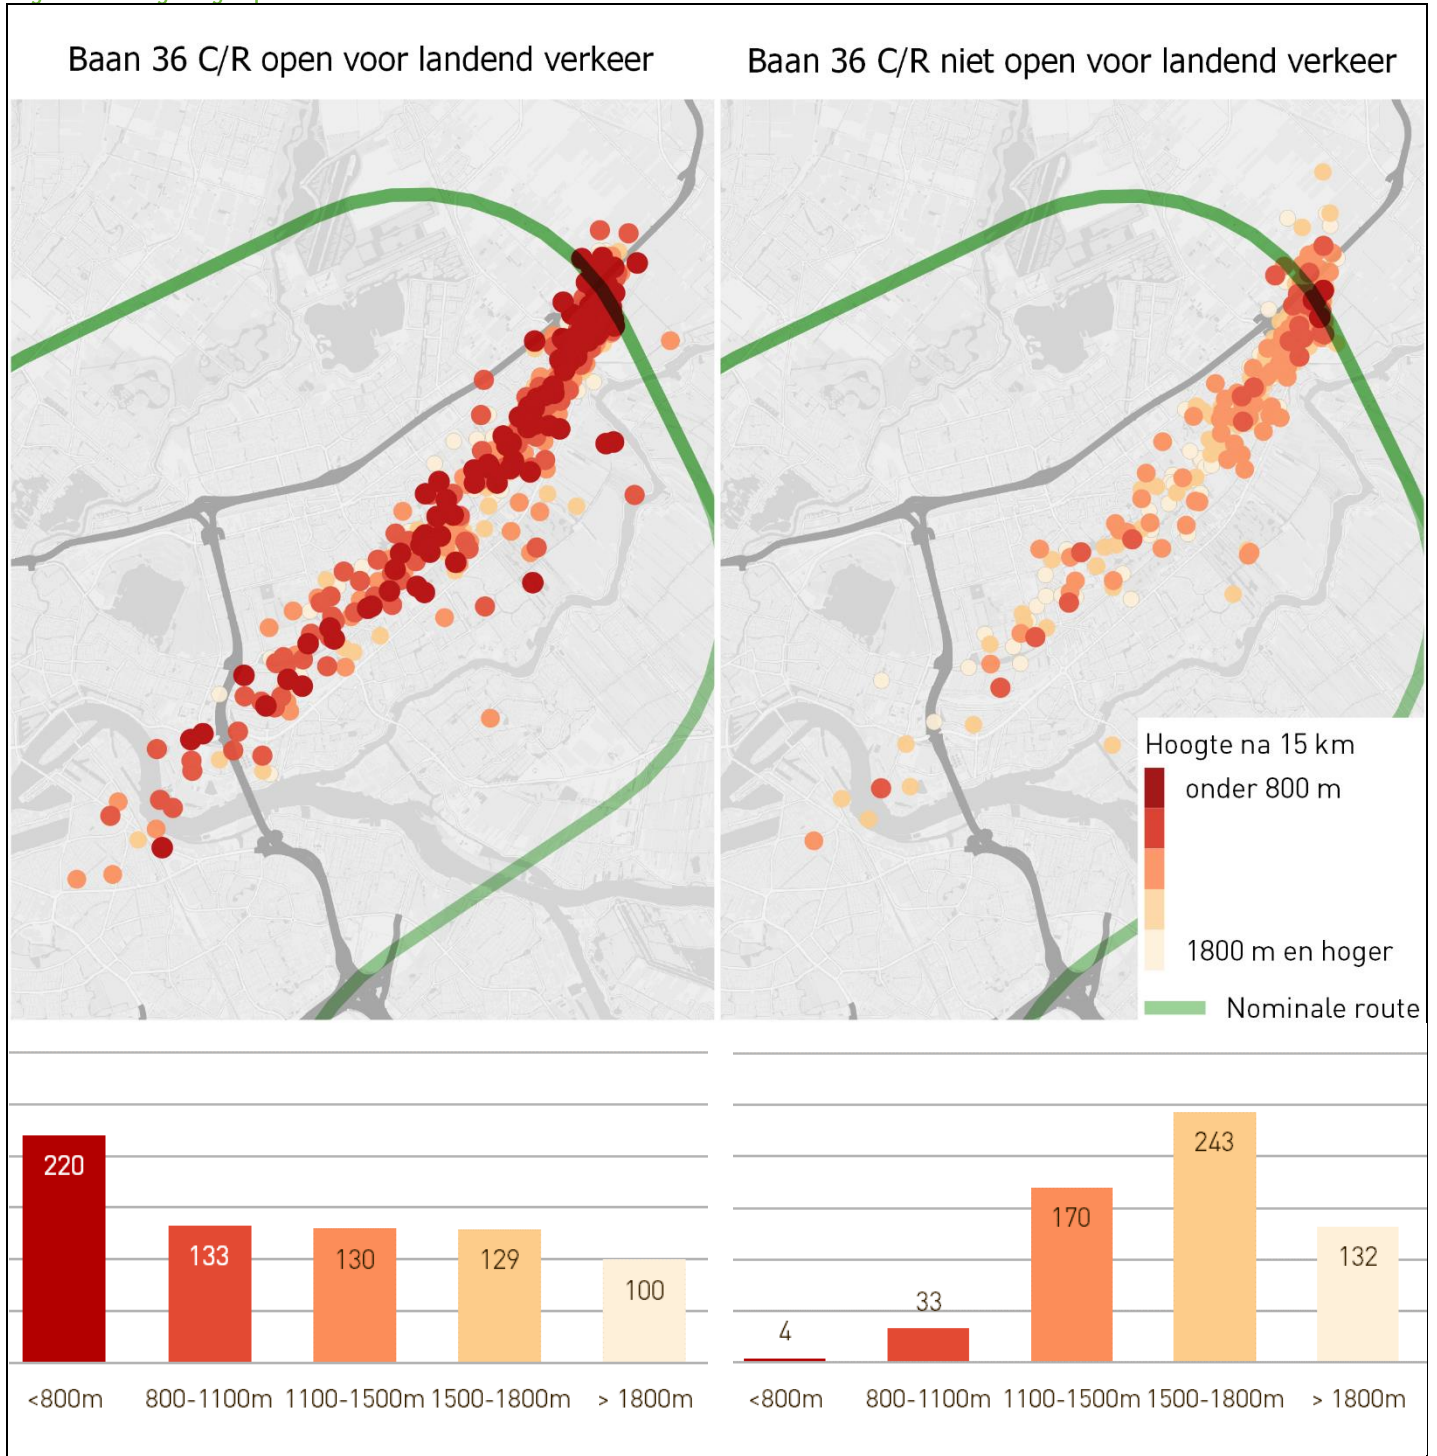 Baan 36 C/R open voor landend verkeer
Baan 36 C/R niet open voor landend verkeer
Hoogte na 15 km
onder 800 m
1800 m en hoger
Nominale route
220
133
130
129
100
<800m
800-1100m
1100-1500m
1500-1800m
> 1800m
4
33
170
243
132
<800m
800-1100m
1100-1500m
1500-1800m
> 1800m